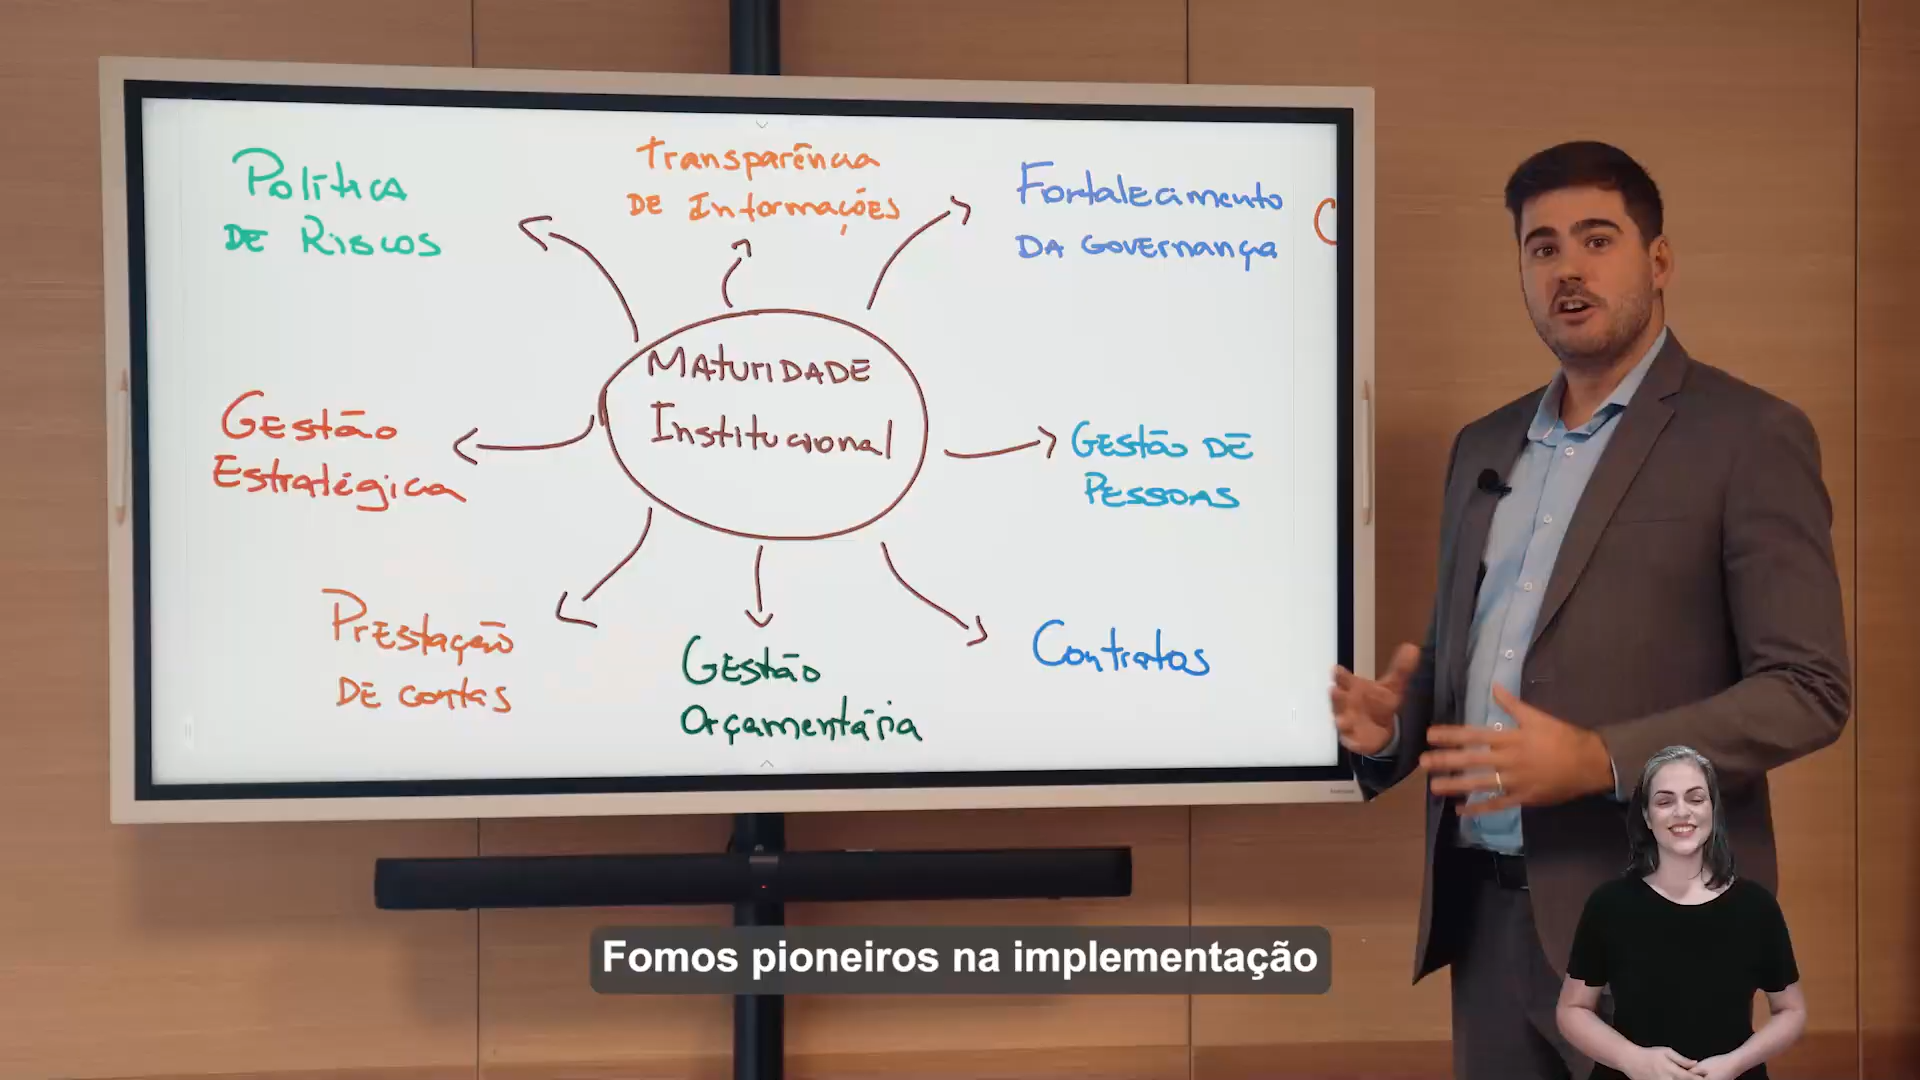 Política
DE Riscos
Transparência
DE Informações
Fortalecimento
DA Governança
C
Maturidade
Institucional
Gestão
Estratégica
Gestão DE
Pessoas
Prestação
DE contas
Gestão
Orçamentária
Contratos
Fomos pioneiros na implementação